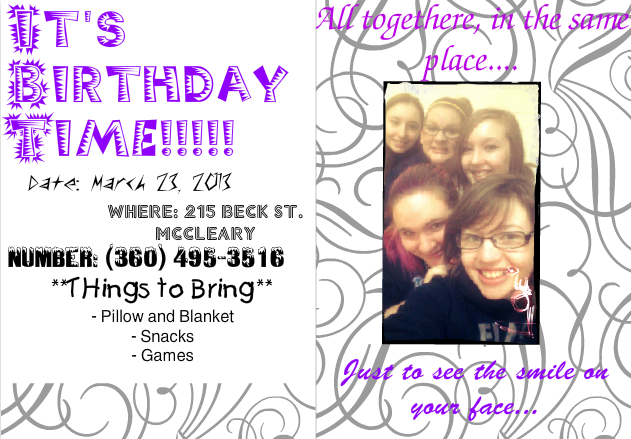 It's
Birthday
Time!!!!!
Date: March 23, 2013
Where: 215 Beck St.
McCleary
Number: (360) 495-3516
**THings to Bring**
- Pillow and Blanket
- Snacks
- Games
All togethere, in the same
place....
Just to see the smile on
your face...